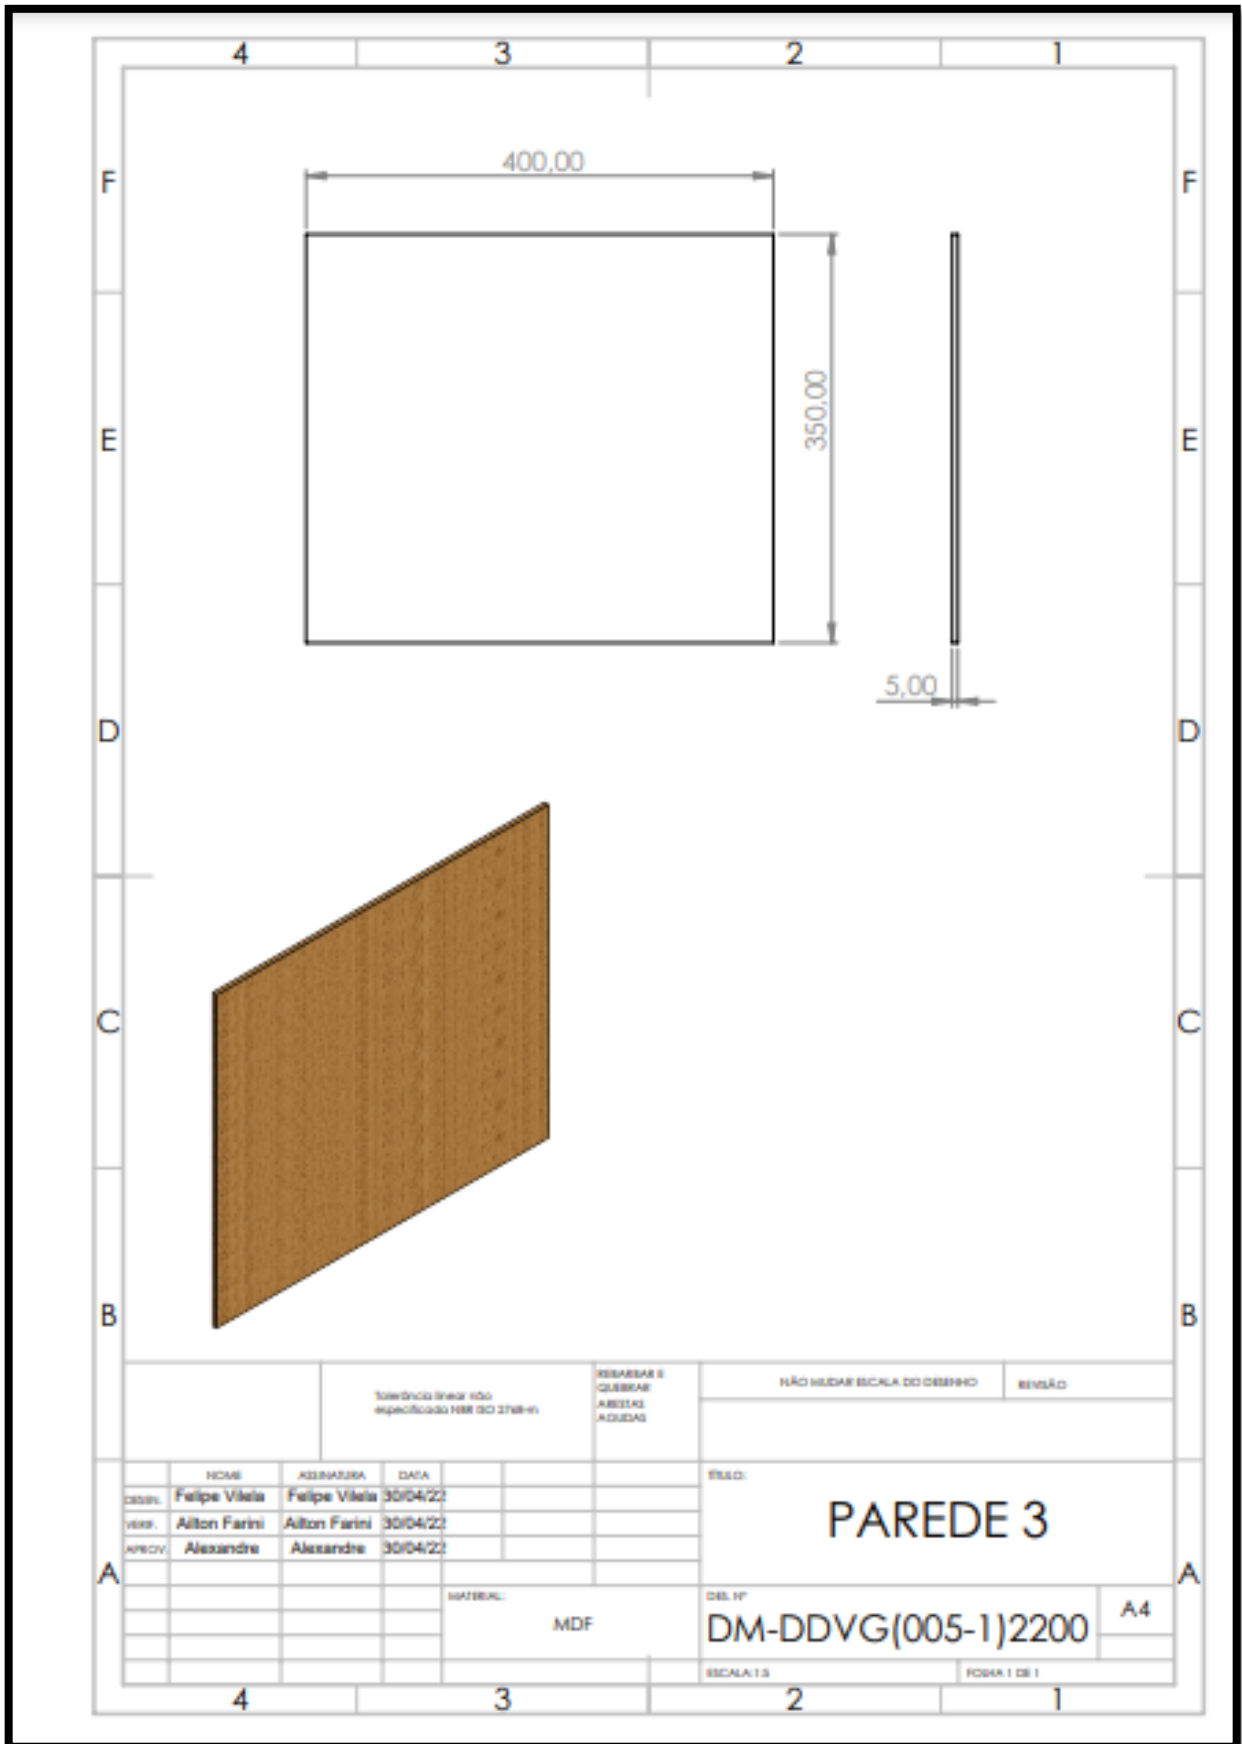 4 3 2 1
F F
400,00
350,00
E E
5,00
D D
C C
B B
Tolerância linear não
especificada NBR ISO 2768-m
REBARBAR E
QUEBRAR
ARESTAS
AGUDAS
NÃO MUDAR ESCALA DO DESENHO
REVISÃO
NOME ASSINATURA DATA
DESEN. Felipe Vilela Felipe Vilela 30/04/22
VERIF. Ailton Farini Ailton Farini 30/04/22
APROV. Alexandre Alexandre 30/04/22
TÍTULO:
PAREDE 3
A A
MATERIAL:
MDF
DES. Nº
DM-DDVG(005-1)2200
A4
ESCALA:1:5
FOLHA 1 DE 1
4 3 2 1